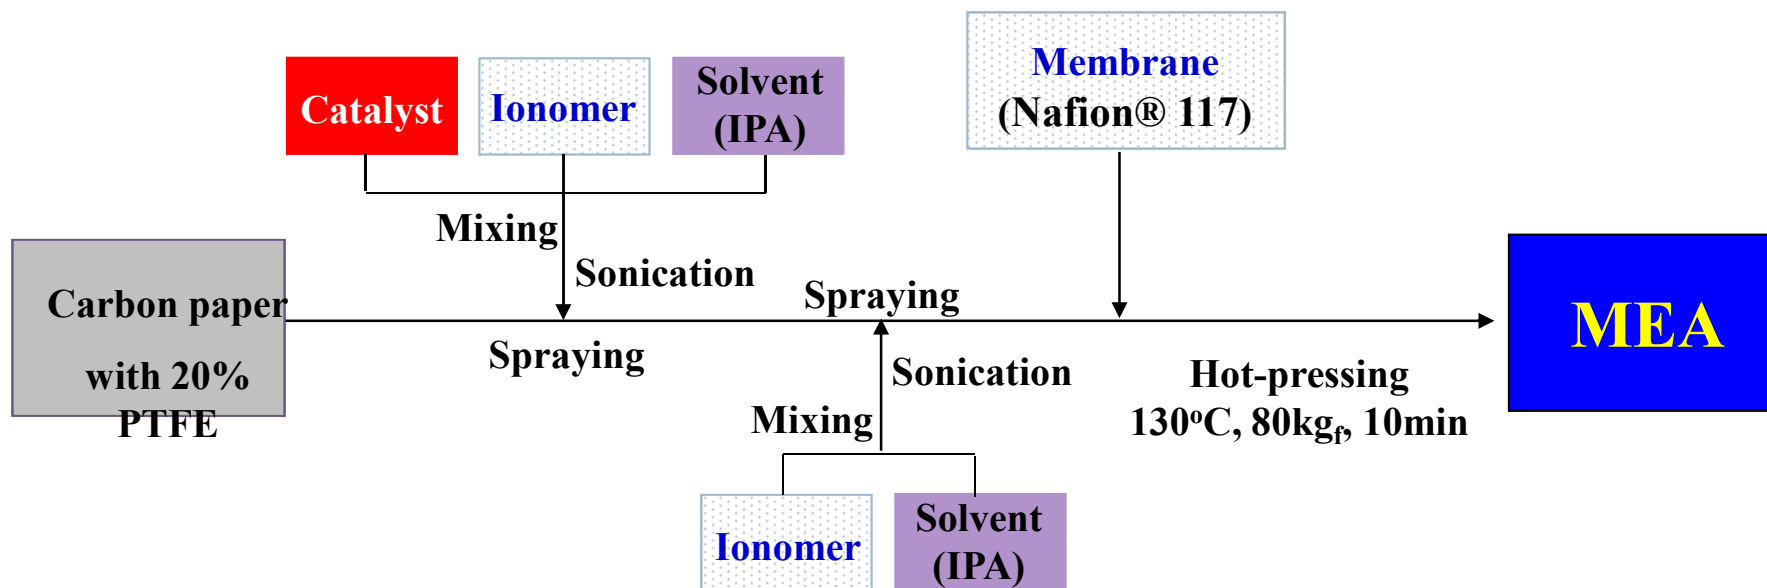 Catalyst
Ionomer
Solvent
(IPA)
Membrane
(Nafion® 117)
Mixing
Sonication
Carbon paper
with 20%
PTFE
Spraying
Spraying
MEA
Sonication
Mixing
Hot-pressing
130°C, 80kgf, 10min
Ionomer
Solvent
(IPA)